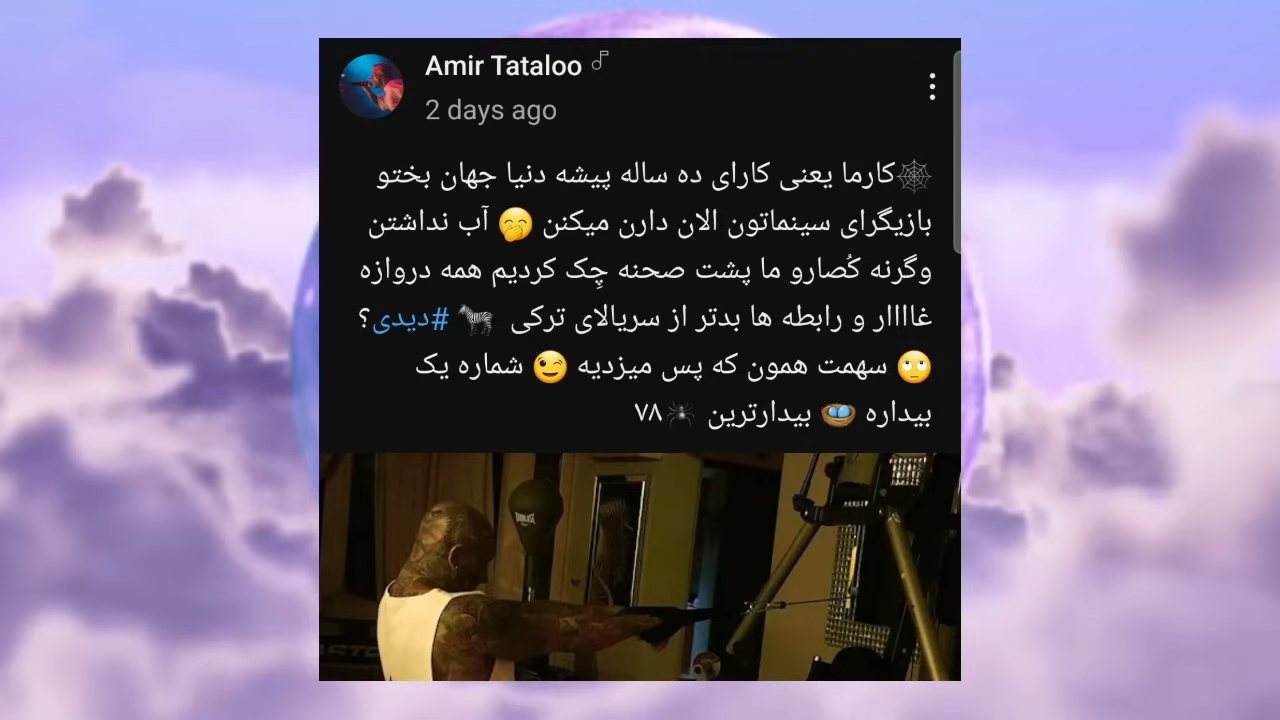 Amir Tataloo
2 days ago
🕸️کارما یعنی کارای ده ساله پیشه دنیا جهان بختو
بازیگرای سینماتون الان دارن میکنن 🤭 آب نداشتن
وگرنه کُصارو ما پشت صحنه چِک کردیم همه دروازه
غااااار و رابطه ها بدتر از سریالای ترکی 🦓 #دیدی؟
🙄 سهمت همون که پس میزدیه 😉 شماره یک
بیداره 🪺 بیدارترین 🕷️۷۸
EVERLAST